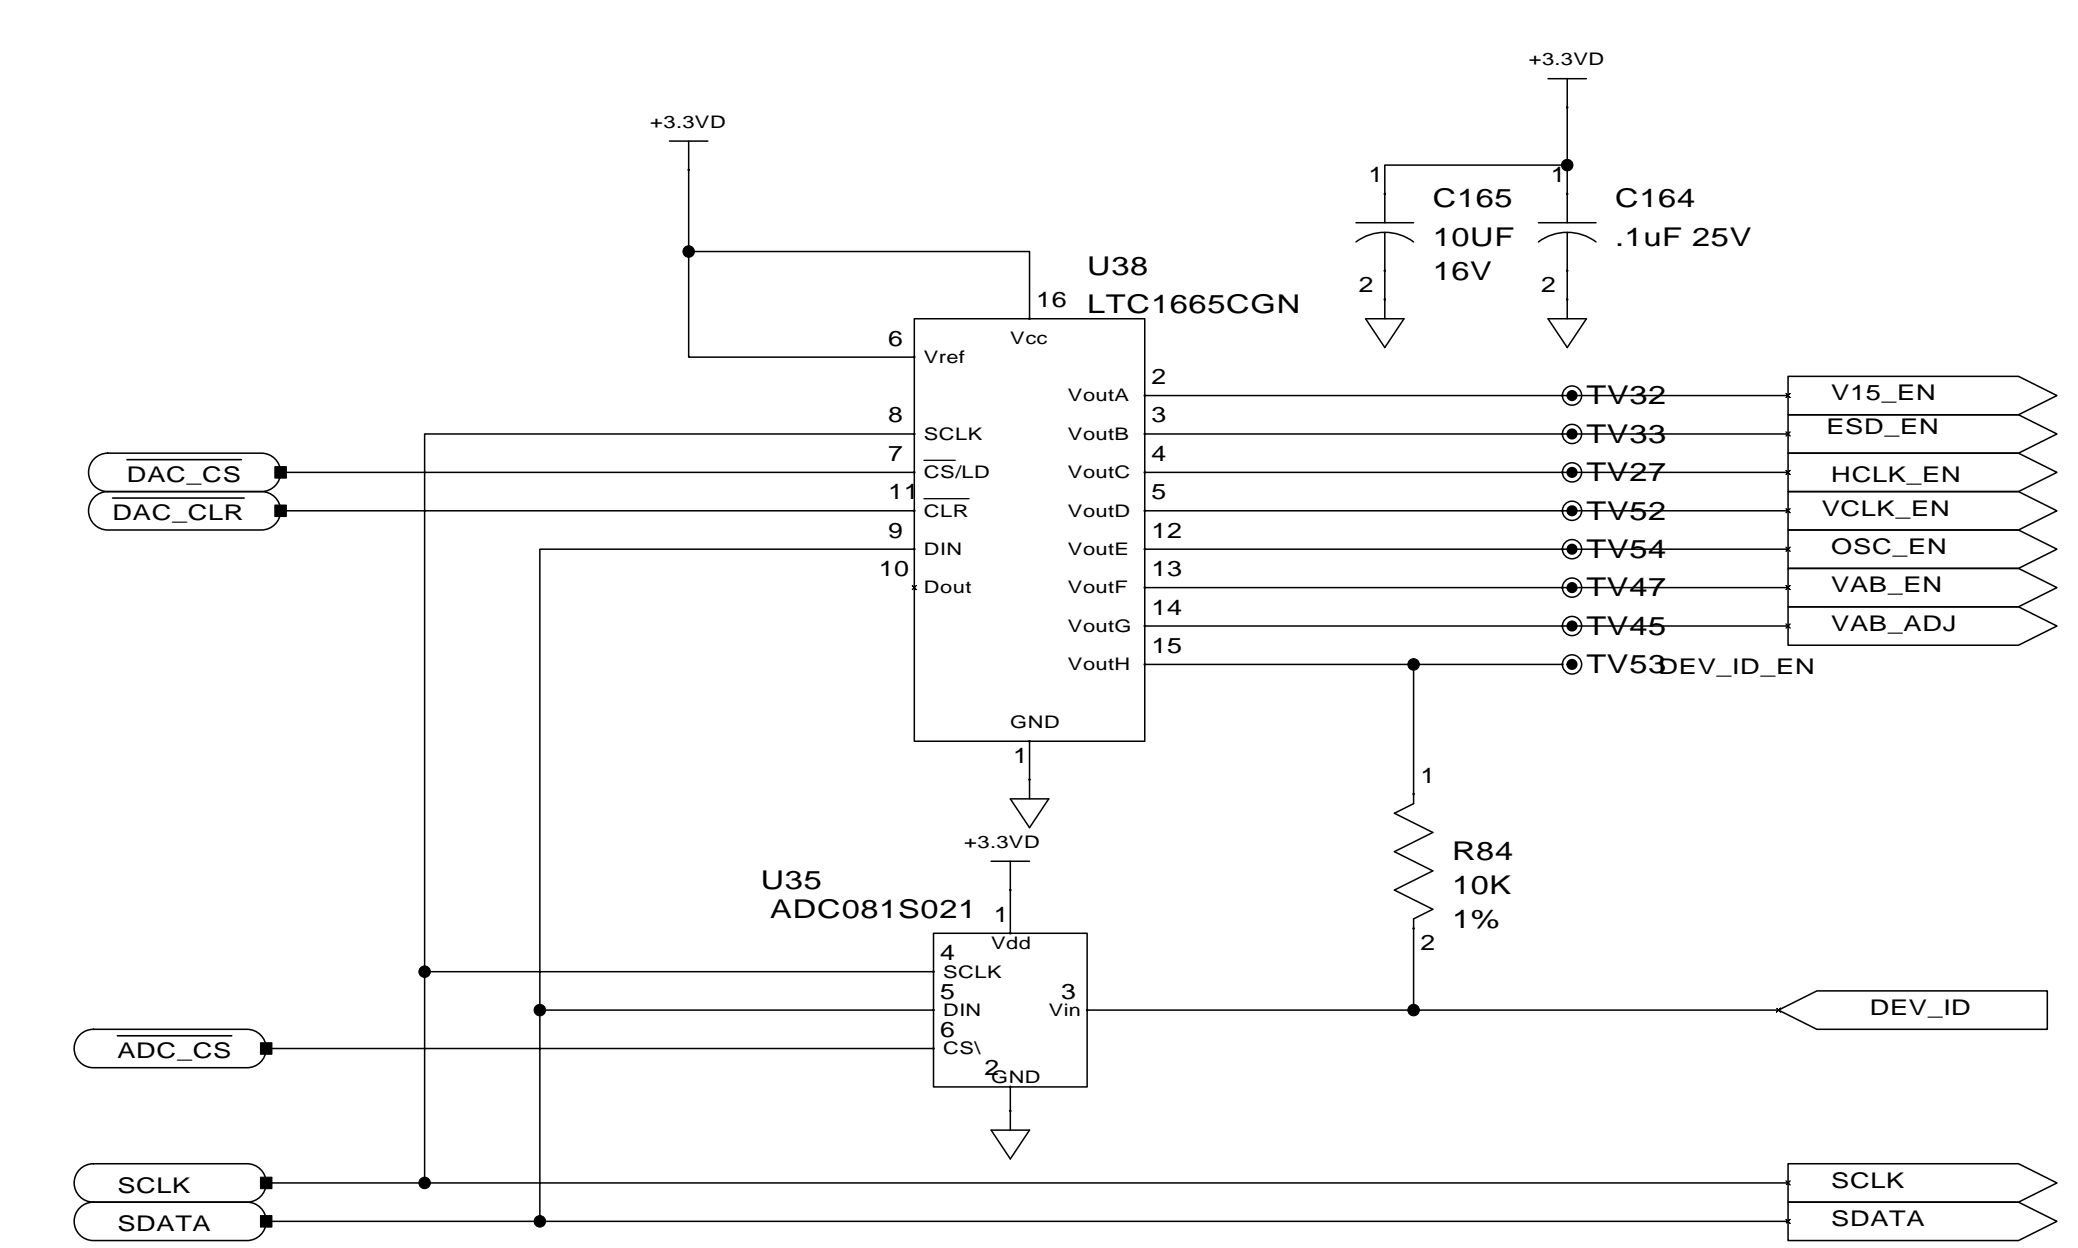 +3.3VD
+3.3VD
1
1
C165
C164
10UF
.1uF 25V
16V
2
2
U38
LTC1665CGN
16
Vcc
6
Vref
2
VoutA
TV32
V15_EN
8
SCLK
3
VoutB
TV33
ESD_EN
DAC_CS
7
CS/LD
4
VoutC
TV27
HCLK_EN
DAC_CLR
11
CLR
5
VoutD
TV52
VCLK_EN
9
DIN
12
VoutE
TV54
OSC_EN
10
Dout
13
VoutF
TV47
VAB_EN
14
VoutG
TV45
VAB_ADJ
15
VoutH
TV53
DEV_ID_EN
GND
1
1
R84
10K
1%
2
+3.3VD
U35
ADC081S021
1
Vdd
4
SCLK
5
DIN
3
Vin
DEV_ID
ADC_CS
6
CS\
2
GND
SCLK
SCLK
SDATA
SDATA